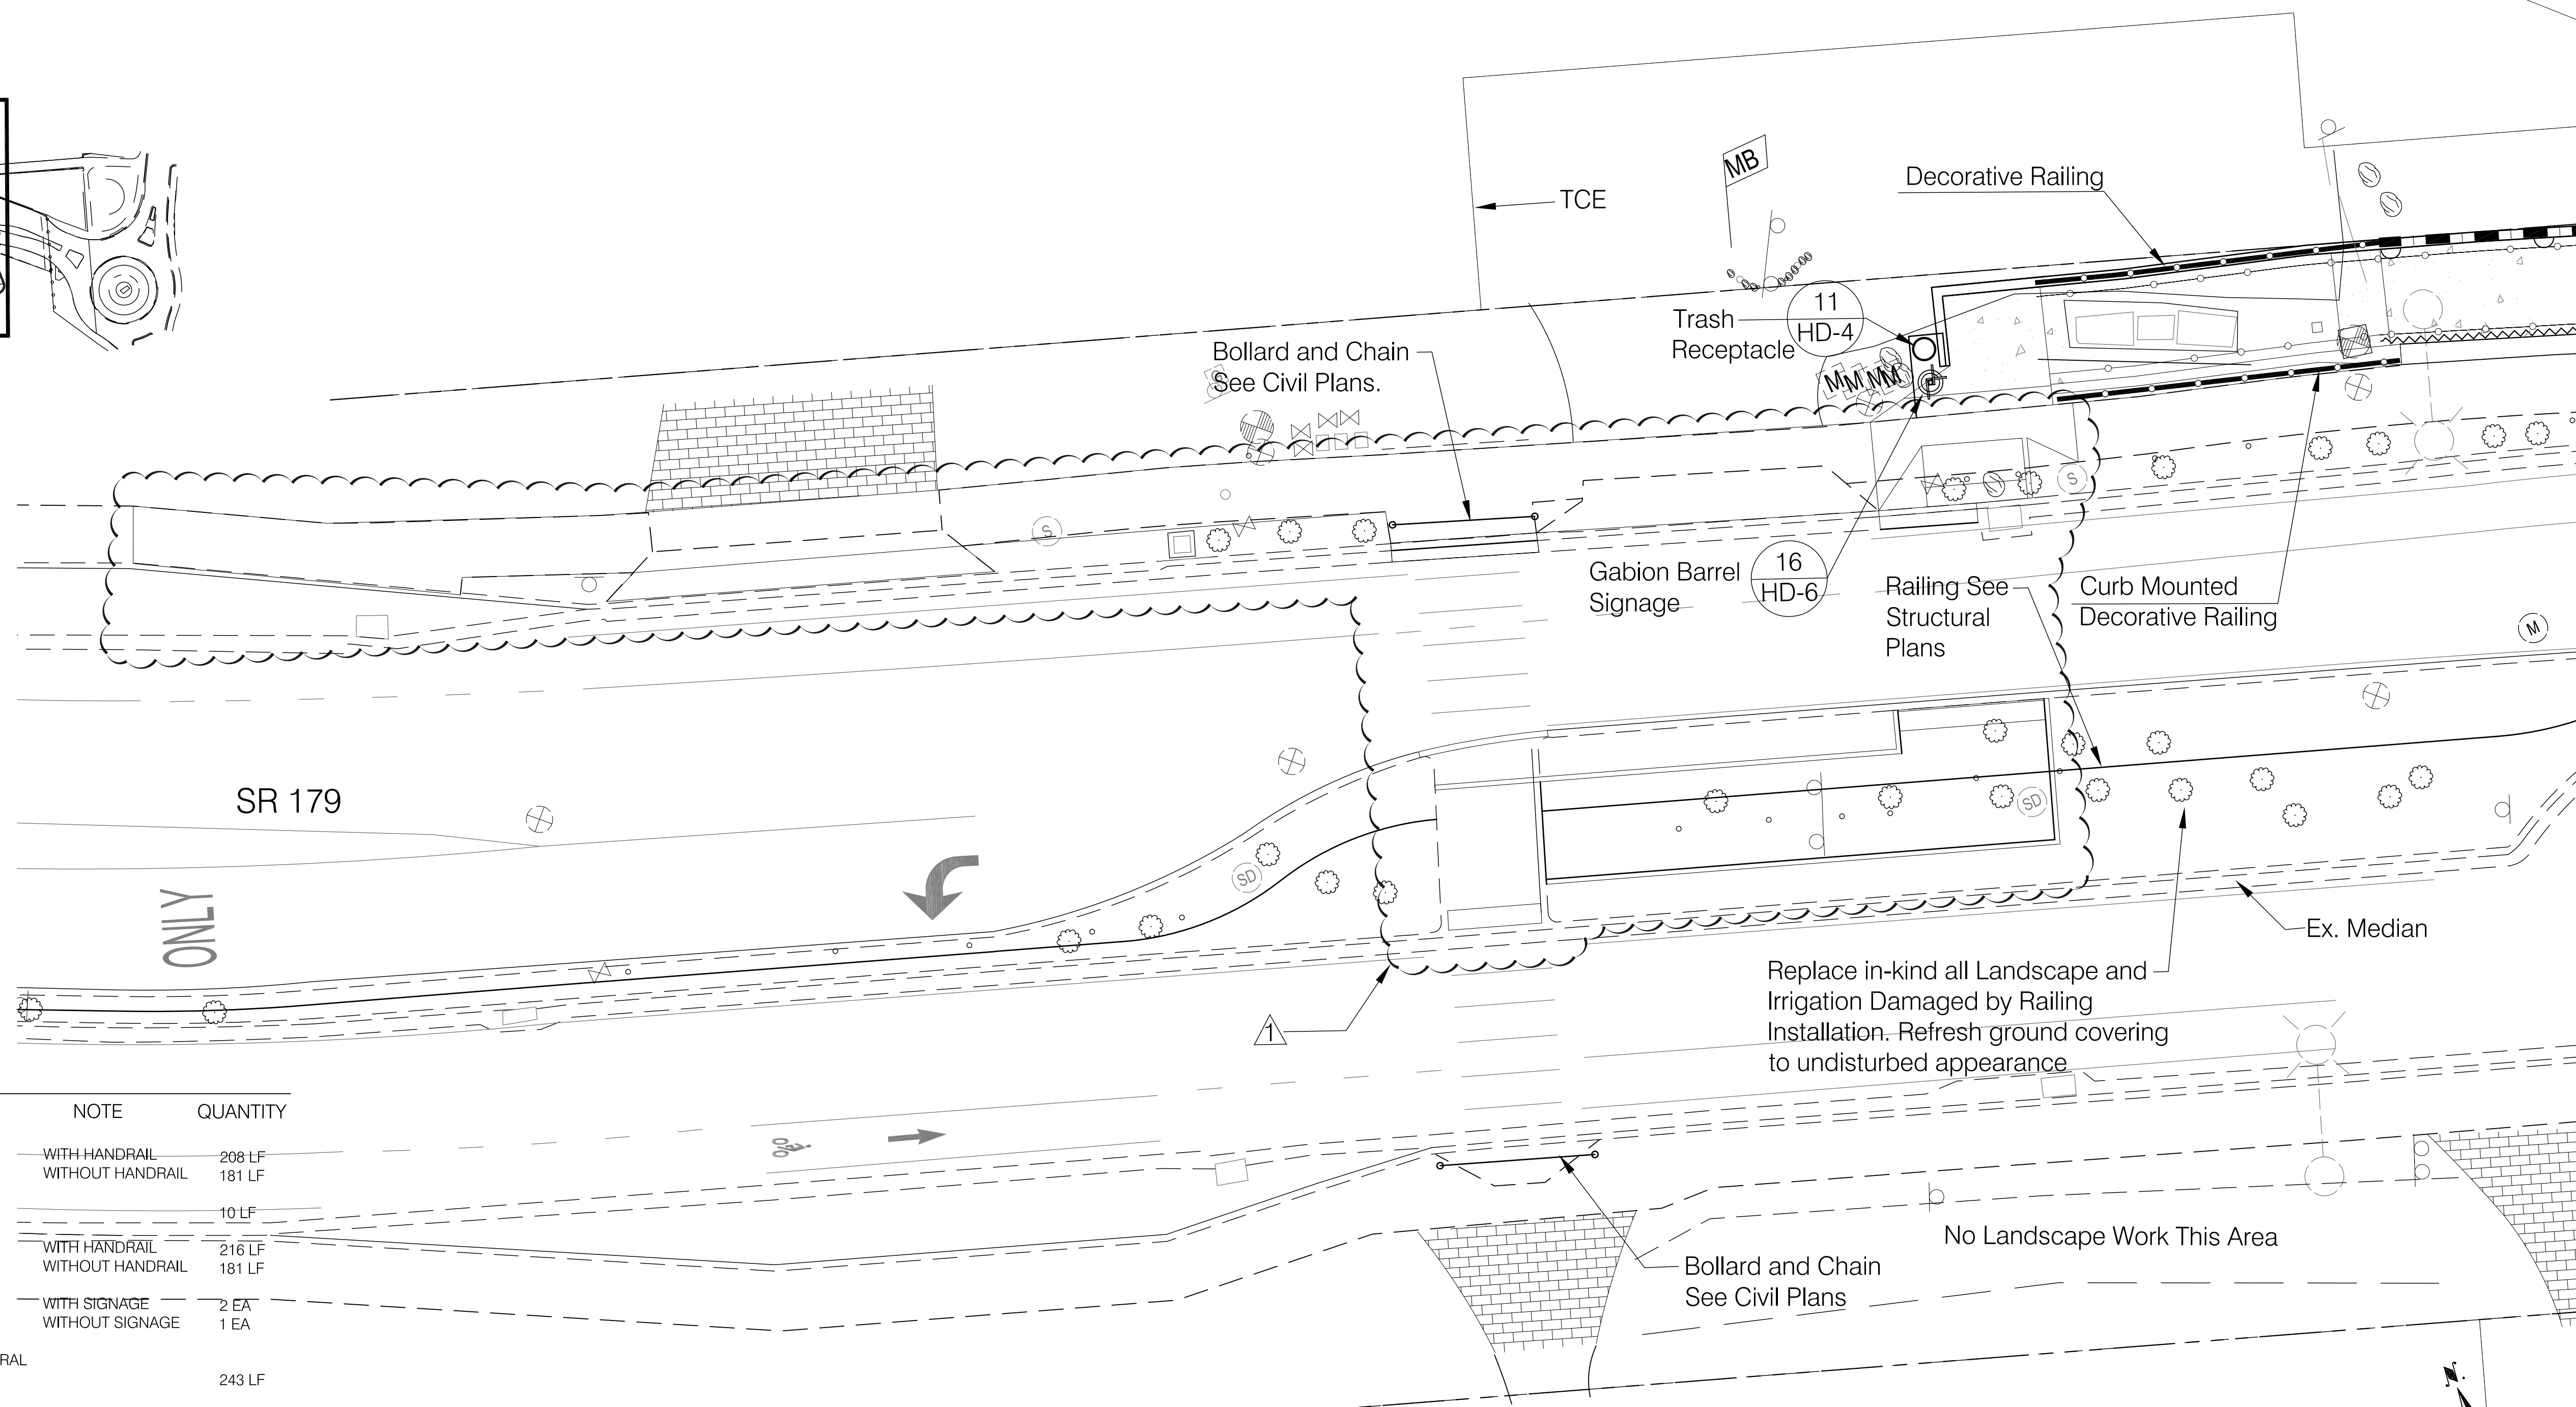 MB
TCE
Decorative Railing
Trash
Receptacle
11
HD-4
Bollard and Chain
See Civil Plans.
S
MM MM
S
S
Gabion Barrel
Signage
16
HD-6
Railing See
Structural
Plans
Curb Mounted
Decorative Railing
M
SR 179
ONLY
SD
SD
Ex. Median
Replace in-kind all Landscape and
Irrigation Damaged by Railing
Installation. Refresh ground covering
to undisturbed appearance
1
NOTE QUANTITY
WITH HANDRAIL 208 LF
WITHOUT HANDRAIL 181 LF
10 LF
WITH HANDRAIL 216 LF
WITHOUT HANDRAIL 181 LF
WITH SIGNAGE 2 EA
WITHOUT SIGNAGE 1 EA
RAL
243 LF
No Landscape Work This Area
Bollard and Chain
See Civil Plans
N.